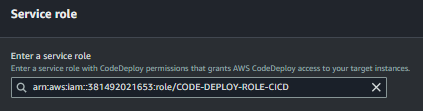 Service role
Enter a service role
Enter a service role with CodeDeploy permissions that grants AWS CodeDeploy access to your target instances.
arn:aws:iam::381492021653:role/CODE-DEPLOY-ROLE-CICD